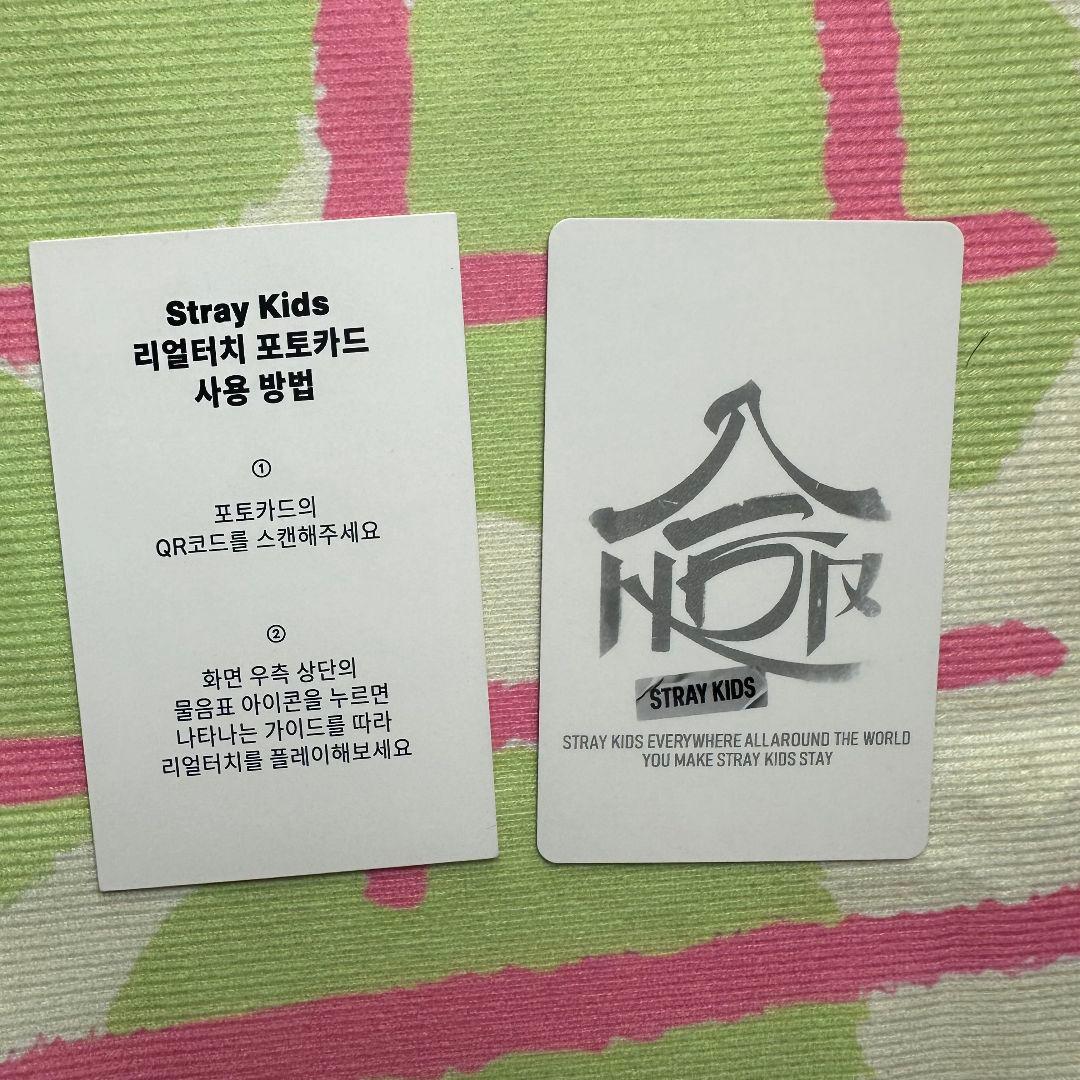 Stray Kids
리얼터치 포토카드
사용 방법
①
포토카드의
QR코드를 스캔해주세요
②
화면 우측 상단의
물음표 아이콘을 누르면
나타나는 가이드를 따라
리얼터치를 플레이해보세요
STRAY KIDS
STRAY KIDS EVERYWHERE ALL AROUND THE WORLD
YOU MAKE STRAY KIDS STAY